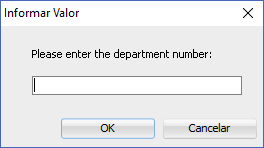 Informar Valor
Please enter the department number:
OK
Cancelar